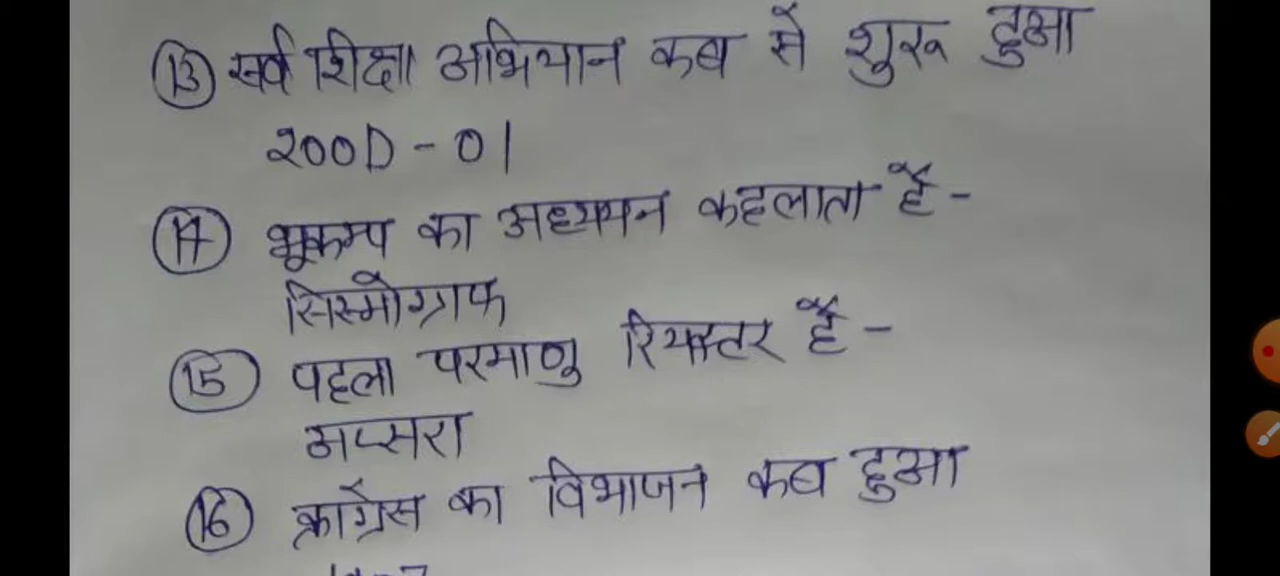 (13) सर्व शिक्षा अभियान कब से शुरू हुआ
2000-01
(14) भूकम्प का अध्ययन कहलाता है -
सिस्मोग्राफ
(15) पहला परमाणु रियक्टर है -
अप्सरा
(16) कांग्रेस का विभाजन कब हुआ